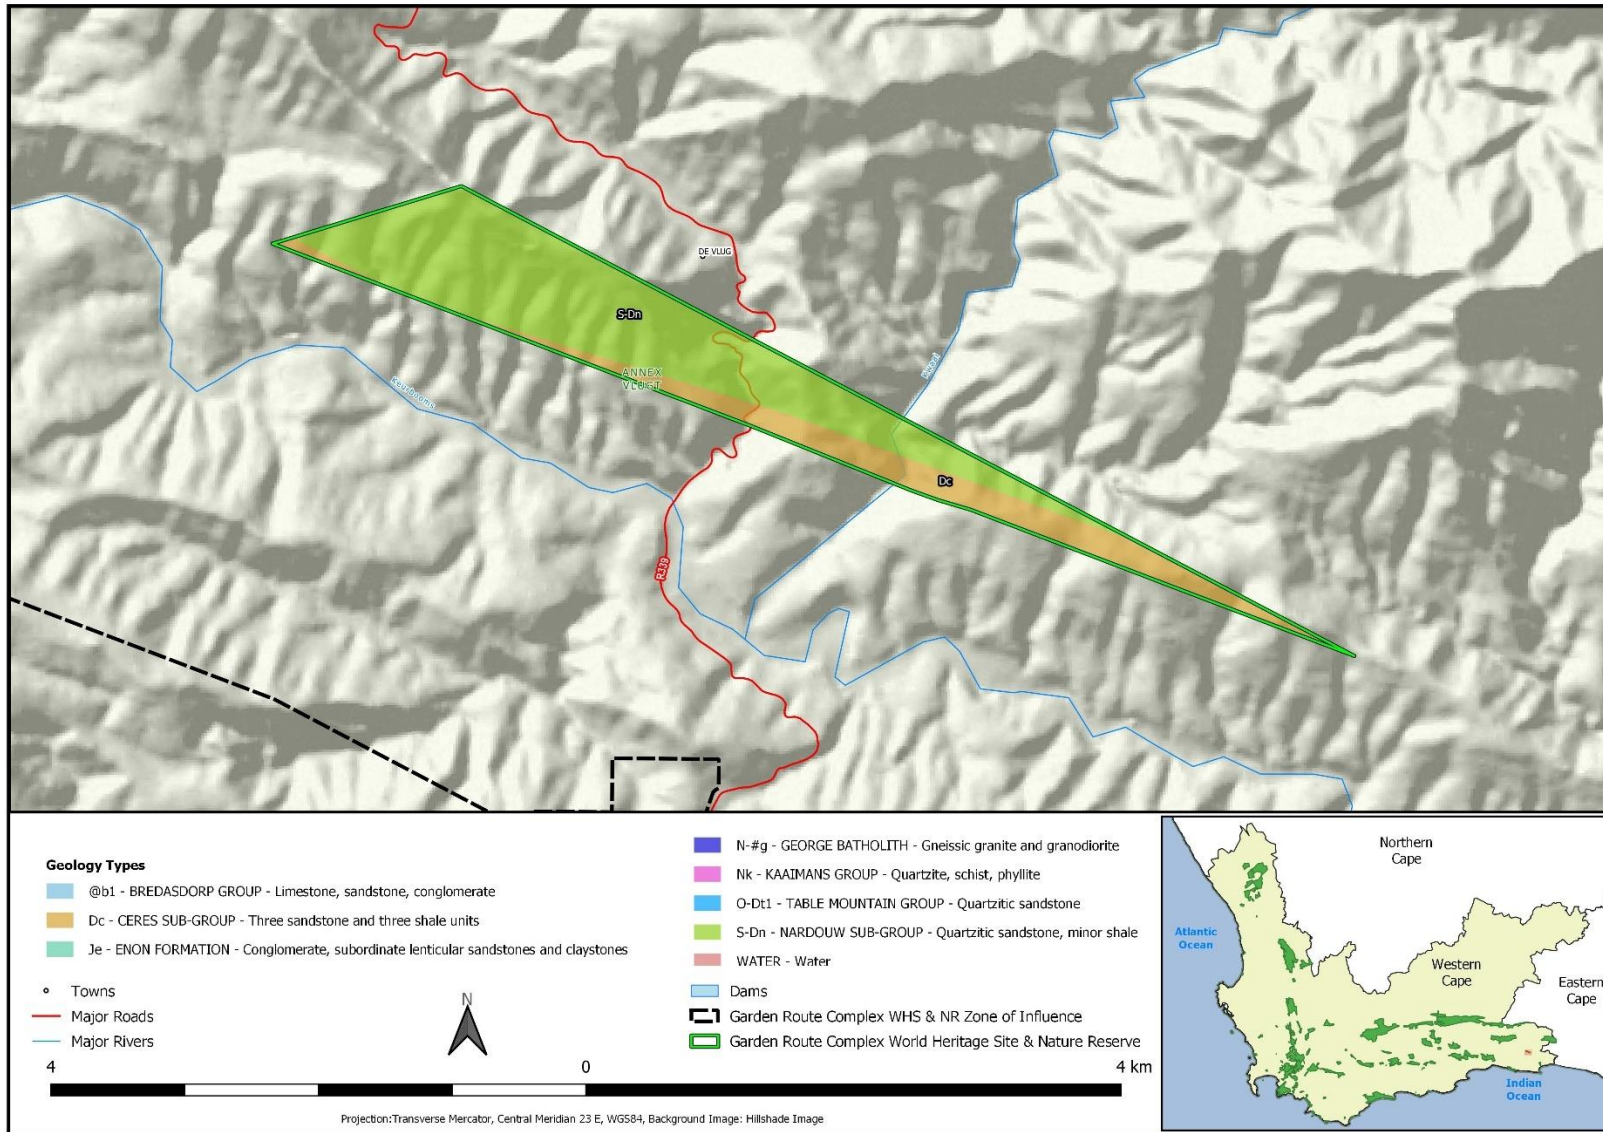 DE VLUG
S-Dn
ANNEX
VLUGT
Keurbooms
Dc
R339
Geology Types
@b1 - BREDASDORP GROUP - Limestone, sandstone, conglomerate
Dc - CERES SUB-GROUP - Three sandstone and three shale units
Je - ENON FORMATION - Conglomerate, subordinate lenticular sandstones and claystones
Towns
Major Roads
Major Rivers
N
N-#g - GEORGE BATHOLITH - Gneissic granite and granodiorite
Nk - KAAIMANS GROUP - Quartzite, schist, phyllite
O-Dt1 - TABLE MOUNTAIN GROUP - Quartzitic sandstone
S-Dn - NARDOUW SUB-GROUP - Quartzitic sandstone, minor shale
WATER - Water
Dams
Garden Route Complex WHS & NR Zone of Influence
Garden Route Complex World Heritage Site & Nature Reserve
4 0 4 km
Projection:Transverse Mercator, Central Meridian 23 E, WGS84, Background Image: Hillshade Image
Northern
Cape
Atlantic
Ocean
Western
Cape
Eastern
Cape
Indian
Ocean